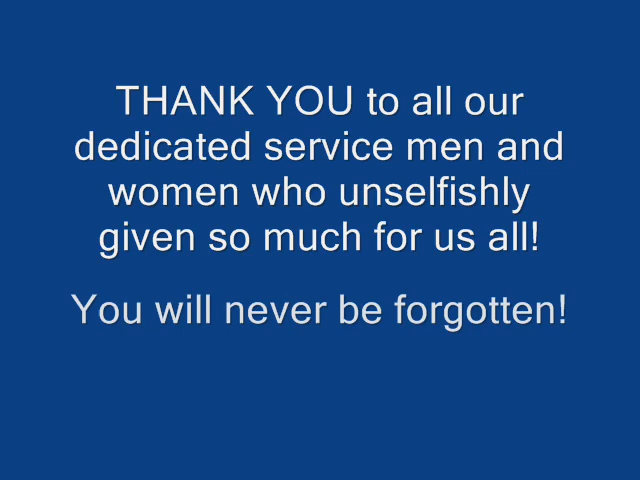 THANK YOU to all our
dedicated service men and
women who unselfishly
given so much for us all!
You will never be forgotten!